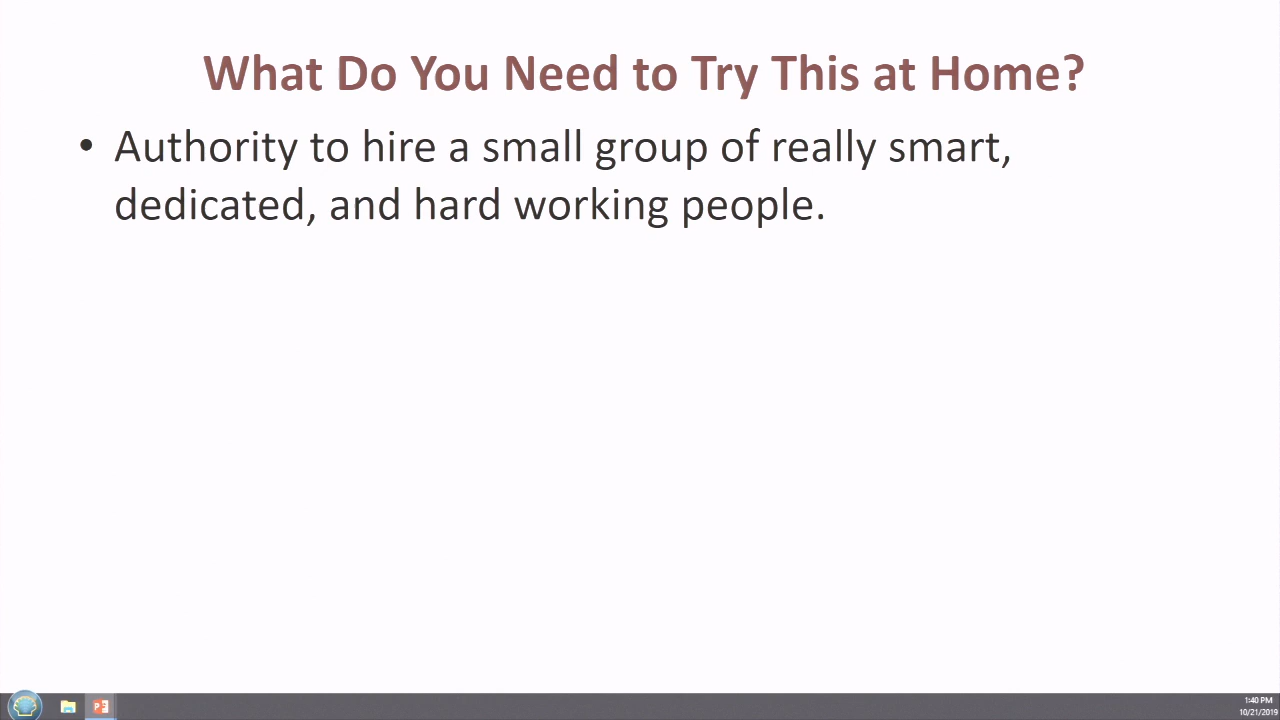 What Do You Need to Try This at Home?
• Authority to hire a small group of really smart,
dedicated, and hard working people.
1:40 PM
10/21/2019